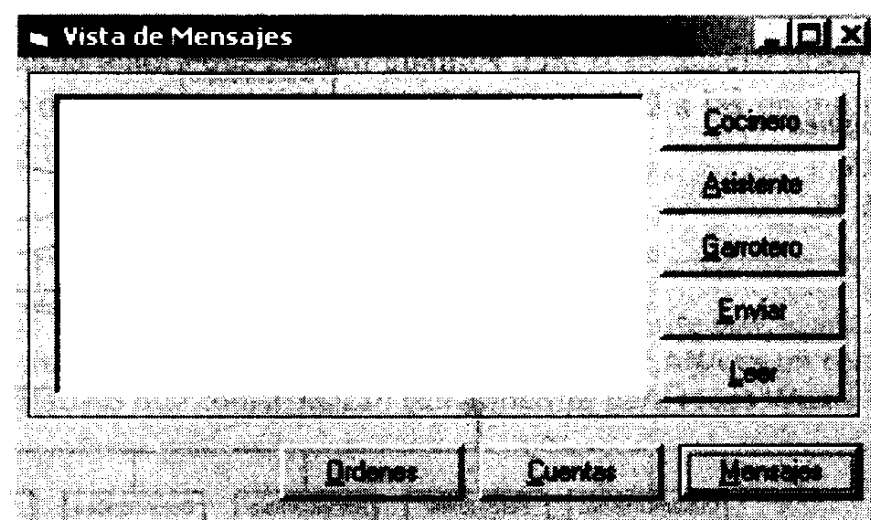 Vista de Mensajes
Cocinero
Asistente
Garrotero
Enviar
Leer
Ordenes Cuentas Mensajes